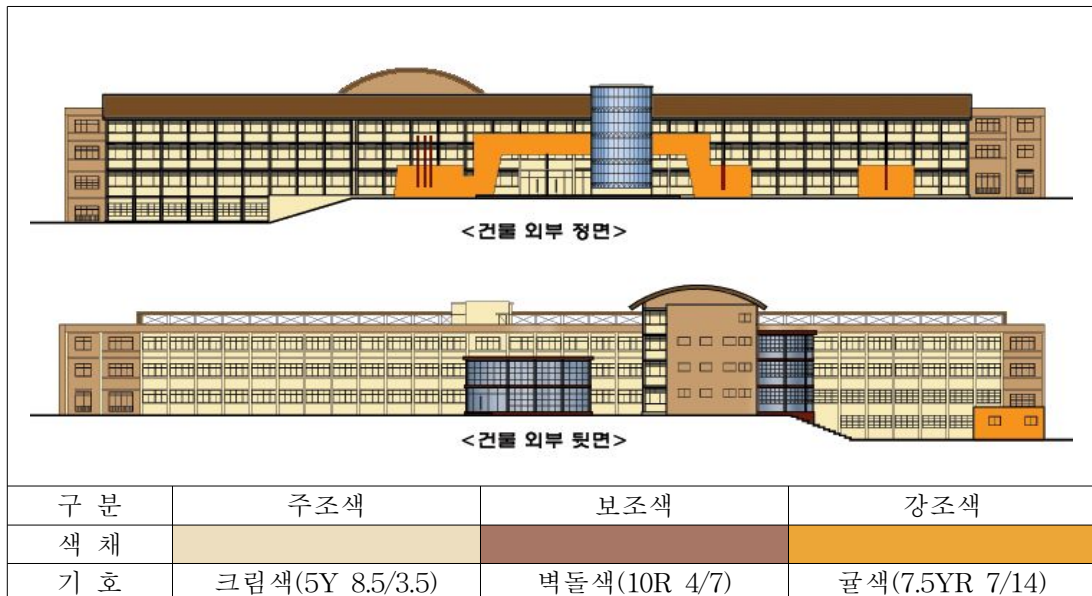 <건물 외부 정면>
<건물 외부 뒷면>
구 분 주조색 보조색 강조색
색 채
기 호 크림색(5Y 8.5/3.5) 벽돌색(10R 4/7) 귤색(7.5YR 7/14)